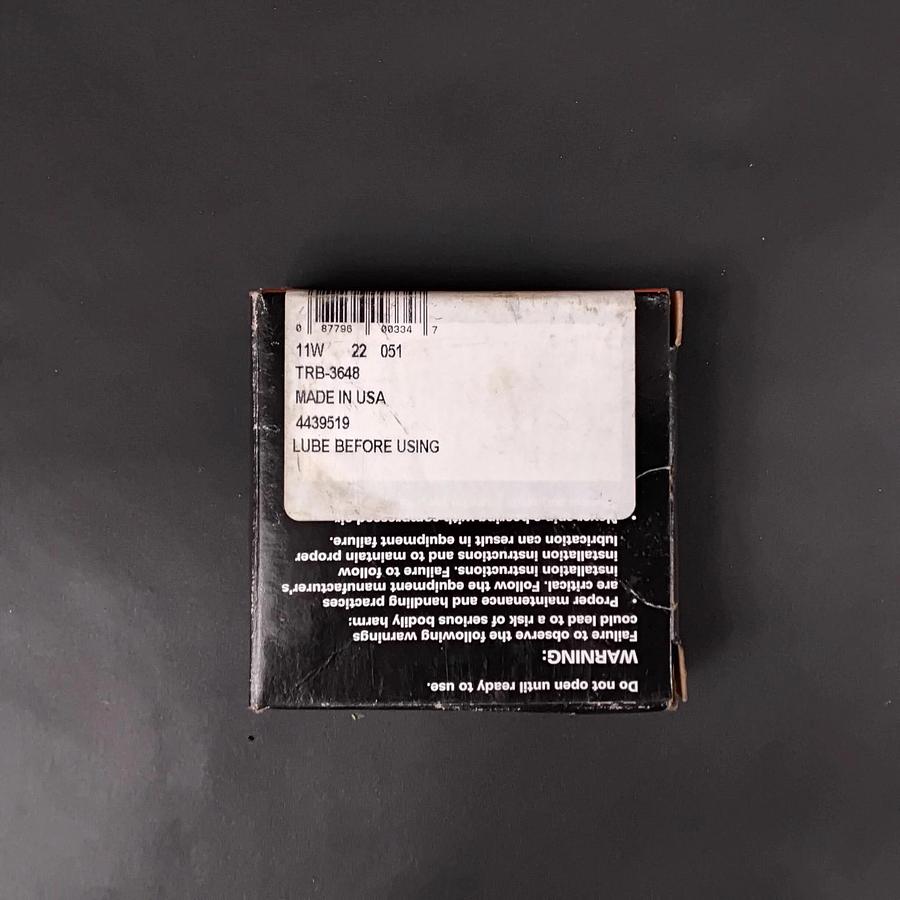 0 87796 00334 7
11W 22 051
TRB-3648
MADE IN USA
4439519
LUBE BEFORE USING
Do not open until ready to use.
WARNING:
Failure to observe the following warnings
could lead to a risk of serious bodily harm:
• Proper maintenance and handling practices
are critical. Follow the equipment manufacturer's
installation instructions. Failure to follow
installation instructions and to maintain proper
lubrication can result in equipment failure.